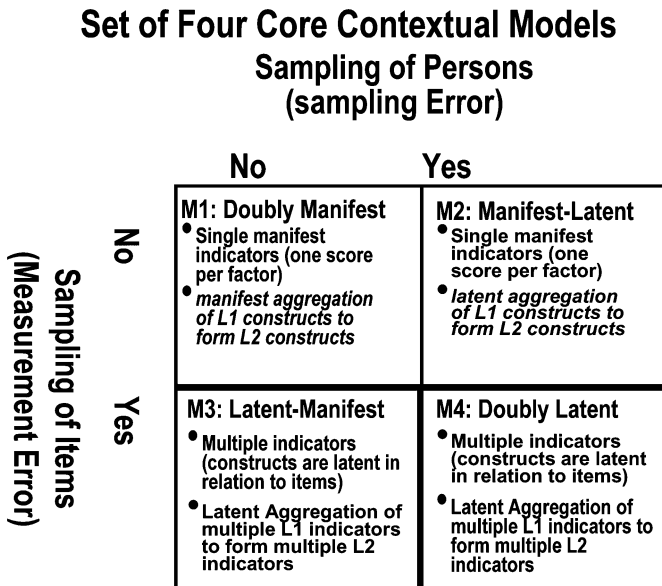 Set of Four Core Contextual Models
Sampling of Persons
(sampling Error)
No
Yes
Sampling of Items
(Measurement Error)
No
M1: Doubly Manifest
• Single manifest
indicators (one score
per factor)
• manifest aggregation
of L1 constructs to
form L2 constructs
M2: Manifest-Latent
• Single manifest
indicators (one
score per factor)
• latent aggregation
of L1 constructs to
form L2 constructs
Yes
M3: Latent-Manifest
• Multiple indicators
(constructs are latent in
relation to items)
• Latent Aggregation of
multiple L1 indicators
to form multiple L2
indicators
M4: Doubly Latent
• Multiple indicators
(constructs are latent
in relation to items)
• Latent Aggregation of
multiple L1 indicators to
form multiple L2
indicators